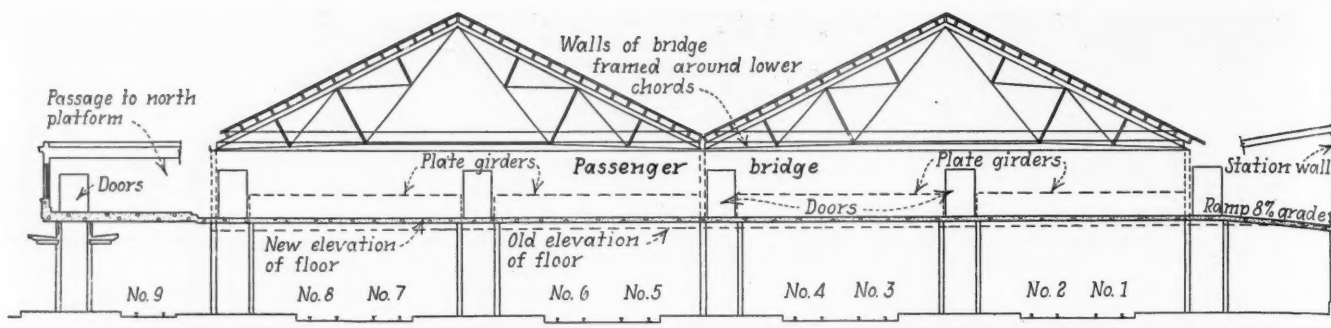 Walls of bridge
framed around lower
chords
Passage to north
platform
Doors
Plate girders
Passenger bridge
Plate girders
Station wall
Doors
Ramp 8% grade
New elevation
of floor
Old elevation
of floor
No. 9
No. 8
No. 7
No. 6
No. 5
No. 4
No. 3
No. 2
No. 1